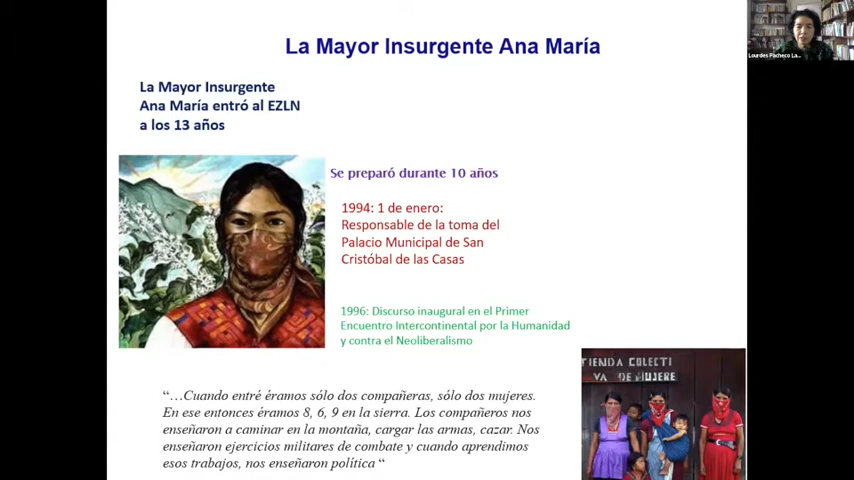 La Mayor Insurgente Ana María
La Mayor Insurgente
Ana María entró al EZLN
a los 13 años
Se preparó durante 10 años
1994: 1 de enero:
Responsable de la toma del
Palacio Municipal de San
Cristóbal de las Casas
1996: Discurso inaugural en el Primer
Encuentro Intercontinental por la Humanidad
y contra el Neoliberalismo
“…Cuando entré éramos sólo dos compañeras, sólo dos mujeres.
En ese entonces éramos 8, 6, 9 en la sierra. Los compañeros nos
enseñaron a caminar en la montaña, cargar las armas, cazar. Nos
enseñaron ejercicios militares de combate y cuando aprendimos
esos trabajos, nos enseñaron política “
TIENDA COLECTI
VA DE MUJERE
Lourdes Pacheco La...